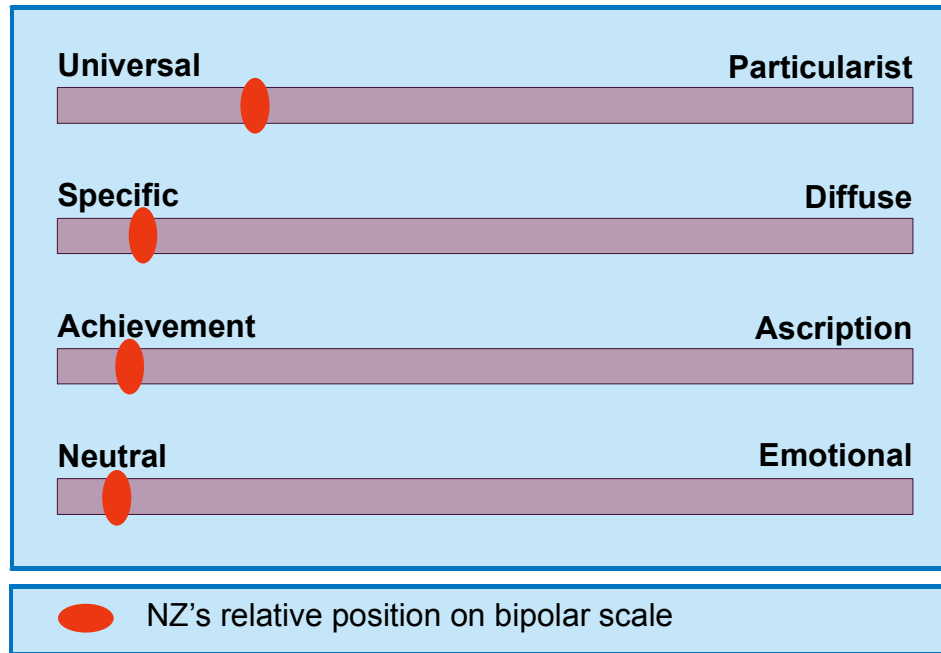 Universal
Particularist
Specific
Diffuse
Achievement
Ascription
Neutral
Emotional
NZ’s relative position on bipolar scale